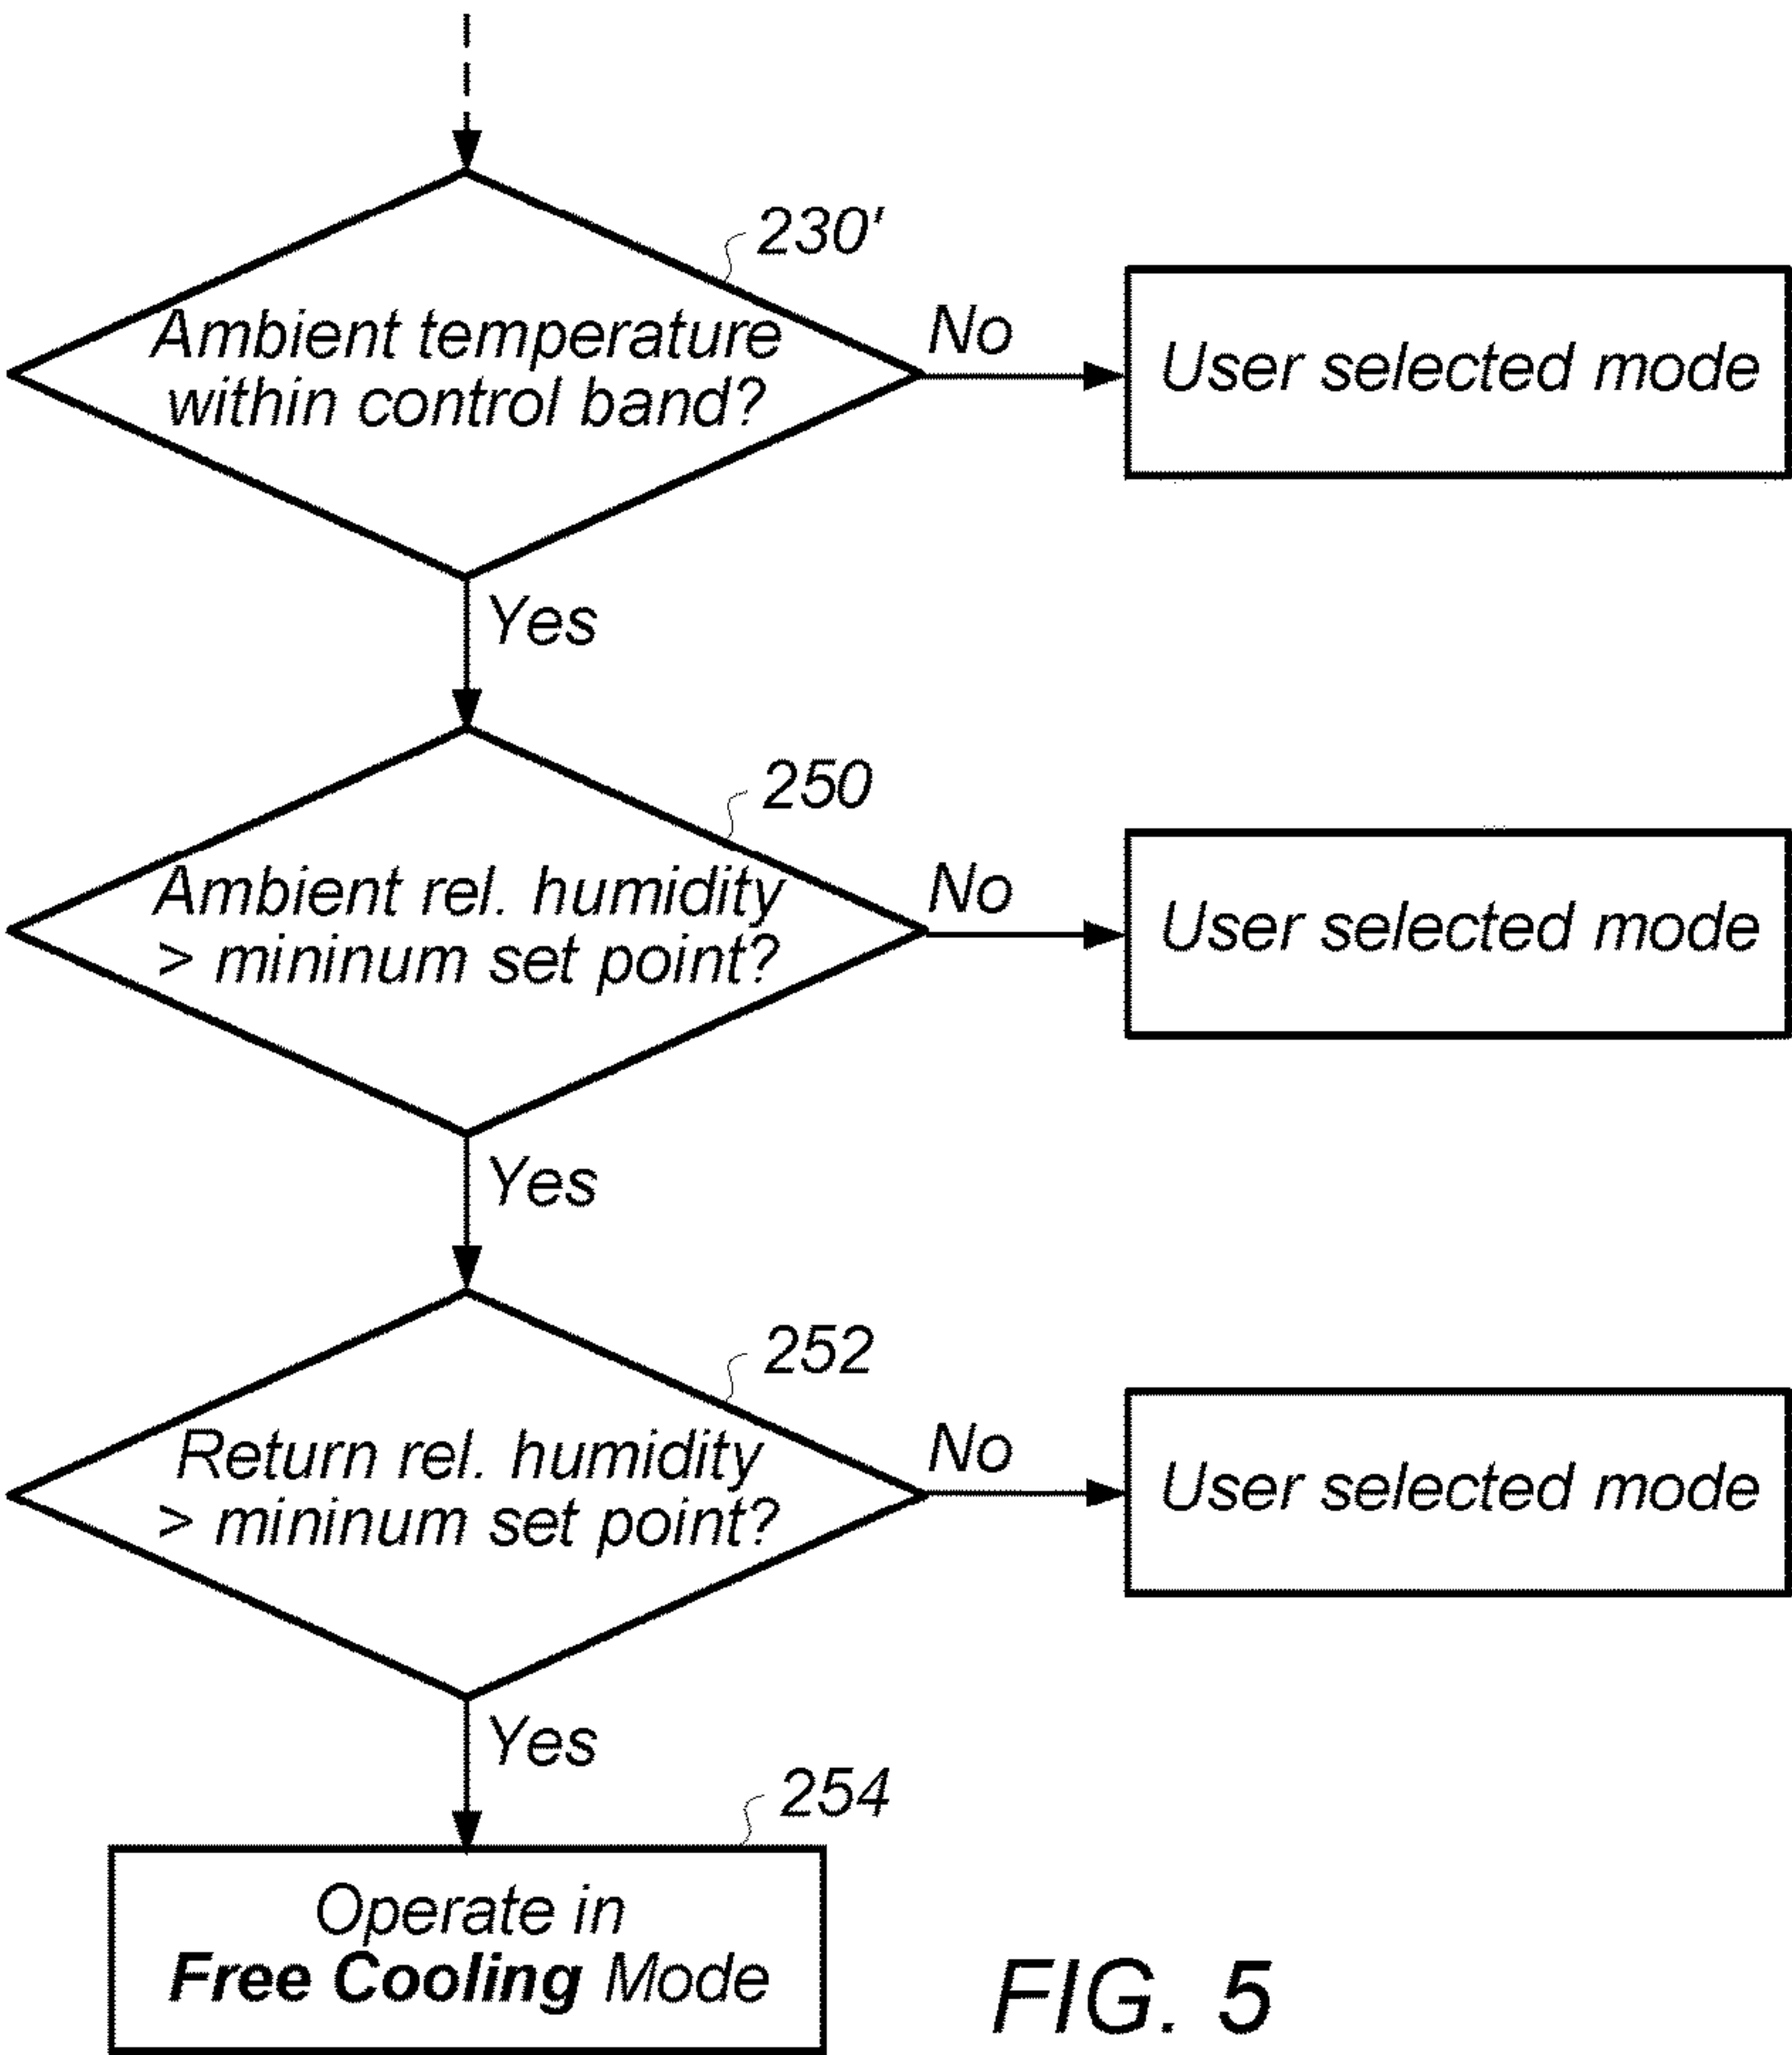 230'
Ambient temperature
within control band?
No
User selected mode
Yes
250
Ambient rel. humidity
> mininum set point?
No
User selected mode
Yes
252
Return rel. humidity
> mininum set point?
No
User selected mode
Yes
254
Operate in
Free Cooling Mode
FIG. 5